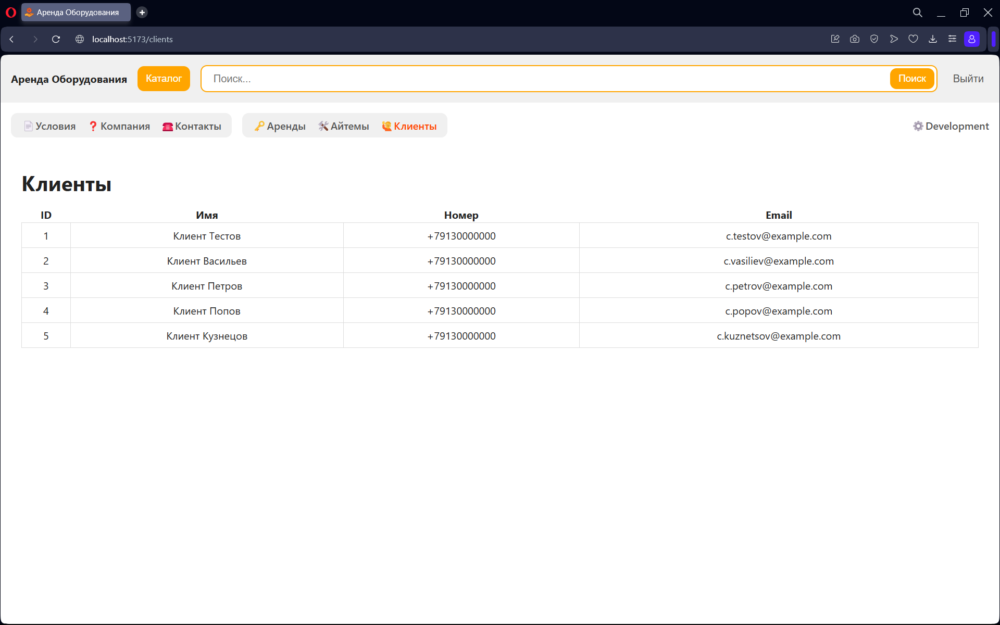 Аренда Оборудования
localhost:5173/clients
Аренда Оборудования Каталог Поиск... Поиск Выйти
Условия Компания Контакты Аренды Айтемы Клиенты Development
Клиенты
ID Имя Номер Email
1 Клиент Тестов +79130000000 c.testov@example.com
2 Клиент Васильев +79130000000 c.vasiliev@example.com
3 Клиент Петров +79130000000 c.petrov@example.com
4 Клиент Попов +79130000000 c.popov@example.com
5 Клиент Кузнецов +79130000000 c.kuznetsov@example.com